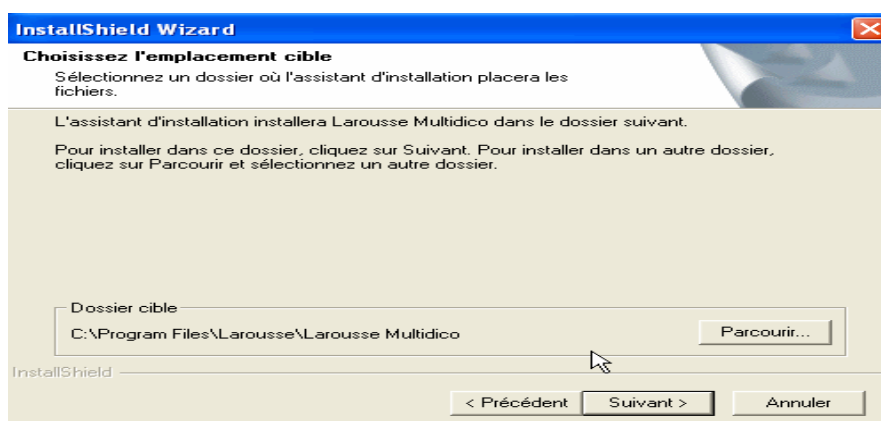 InstallShield Wizard
Choisissez l'emplacement cible
Sélectionnez un dossier où l'assistant d'installation placera les
fichiers.
L'assistant d'installation installera Larousse Multidico dans le dossier suivant.
Pour installer dans ce dossier, cliquez sur Suivant. Pour installer dans un autre dossier,
cliquez sur Parcourir et sélectionnez un autre dossier.
Dossier cible
C:\Program Files\Larousse\Larousse Multidico
Parcourir...
InstallShield
< Précédent
Suivant >
Annuler